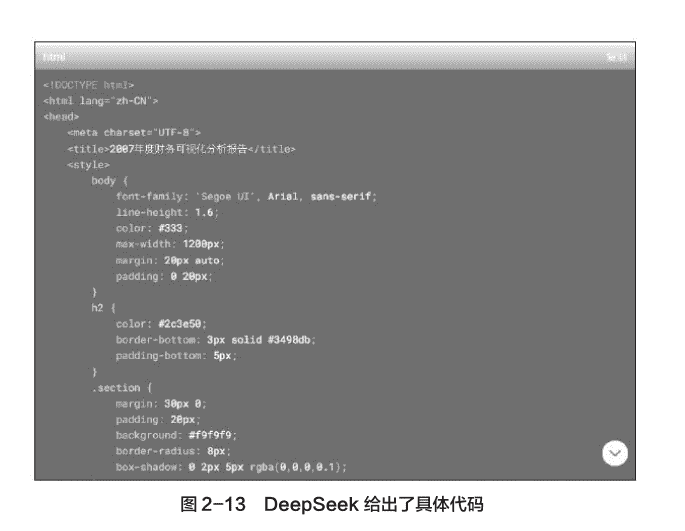 html
复制
<!DOCTYPE html>
<html lang="zh-CN">
<head>
<meta charset="UTF-8">
<title>2007年度财务可视化分析报告</title>
<style>
body {
font-family: 'Segoe UI', Arial, sans-serif;
line-height: 1.6;
color: #333;
max-width: 1200px;
margin: 20px auto;
padding: 0 20px;
}
h2 {
color: #2c3e50;
border-bottom: 3px solid #3498db;
padding-bottom: 5px;
}
.section {
margin: 30px 0;
padding: 20px;
background: #f9f9f9;
border-radius: 8px;
box-shadow: 0 2px 5px rgba(0,0,0,0.1);
图 2-13 DeepSeek 给出了具体代码